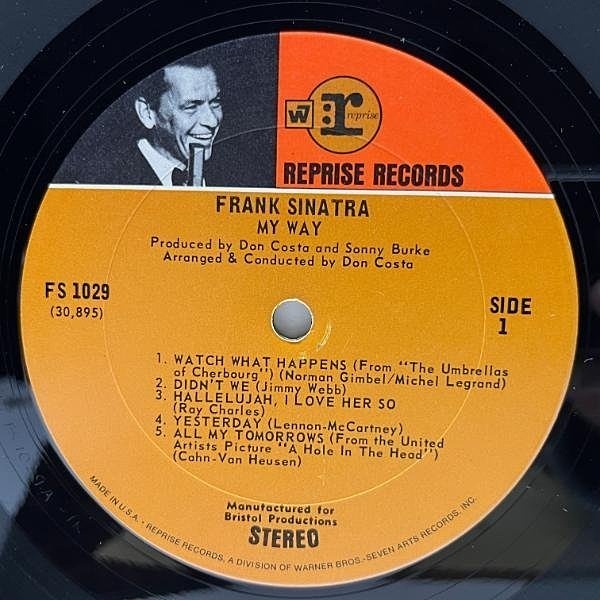 W7 r: reprise
REPRISE RECORDS
FRANK SINATRA
MY WAY
Produced by Don Costa and Sonny Burke
Arranged & Conducted by Don Costa
FS 1029
(30,895)
SIDE
1
1. WATCH WHAT HAPPENS (From "The Umbrellas
of Cherbourg") (Norman Gimbel/Michel Legrand)
2. DIDN'T WE (Jimmy Webb)
3. HALLELUJAH, I LOVE HER SO
(Ray Charles)
4. YESTERDAY (Lennon-McCartney)
5. ALL MY TOMORROWS (From the United
Artists Picture "A Hole In The Head")
(Cahn-Van Heusen)
Manufactured for
Bristol Productions
STEREO
MADE IN U.S.A. - REPRISE RECORDS, A DIVISION OF WARNER BROS.-SEVEN ARTS RECORDS, INC.